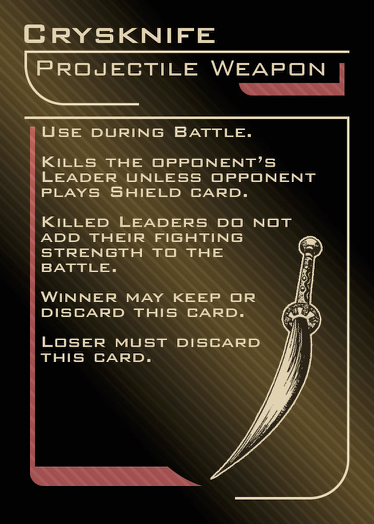 Crysknife
Projectile Weapon
Use during Battle.
Kills the opponent's
Leader unless opponent
plays Shield card.
Killed Leaders do not
add their fighting
strength to the
battle.
Winner may keep or
discard this card.
Loser must discard
this card.